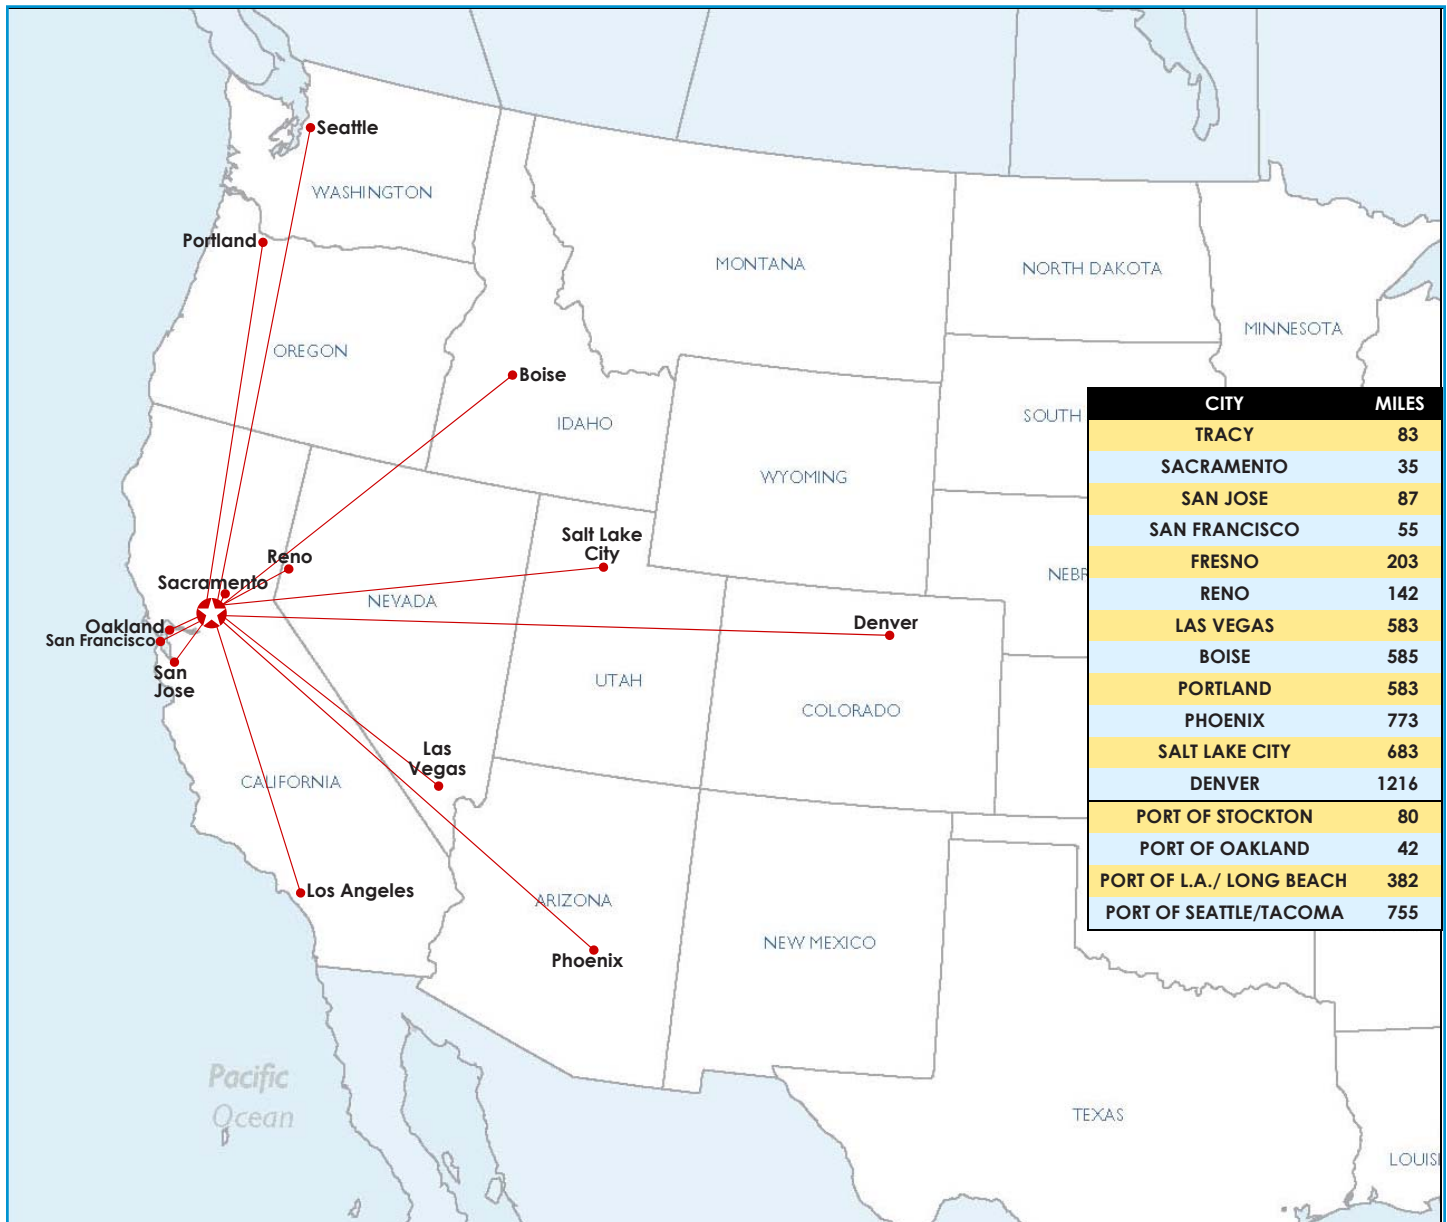 Seattle
WASHINGTON
Portland
MONTANA
NORTH DAKOTA
MINNESOTA
OREGON
Boise
IDAHO
SOUTH
WYOMING
Salt Lake
City
Reno
Sacramento
NEVADA
NEBR
Oakland
San Francisco
San
Jose
Denver
UTAH
COLORADO
Las
Vegas
CALIFORNIA
Los Angeles
ARIZONA
NEW MEXICO
Phoenix
Pacific
Ocean
TEXAS
LOUISI
CITY MILES
TRACY 83
SACRAMENTO 35
SAN JOSE 87
SAN FRANCISCO 55
FRESNO 203
RENO 142
LAS VEGAS 583
BOISE 585
PORTLAND 583
PHOENIX 773
SALT LAKE CITY 683
DENVER 1216
PORT OF STOCKTON 80
PORT OF OAKLAND 42
PORT OF L.A./ LONG BEACH 382
PORT OF SEATTLE/TACOMA 755